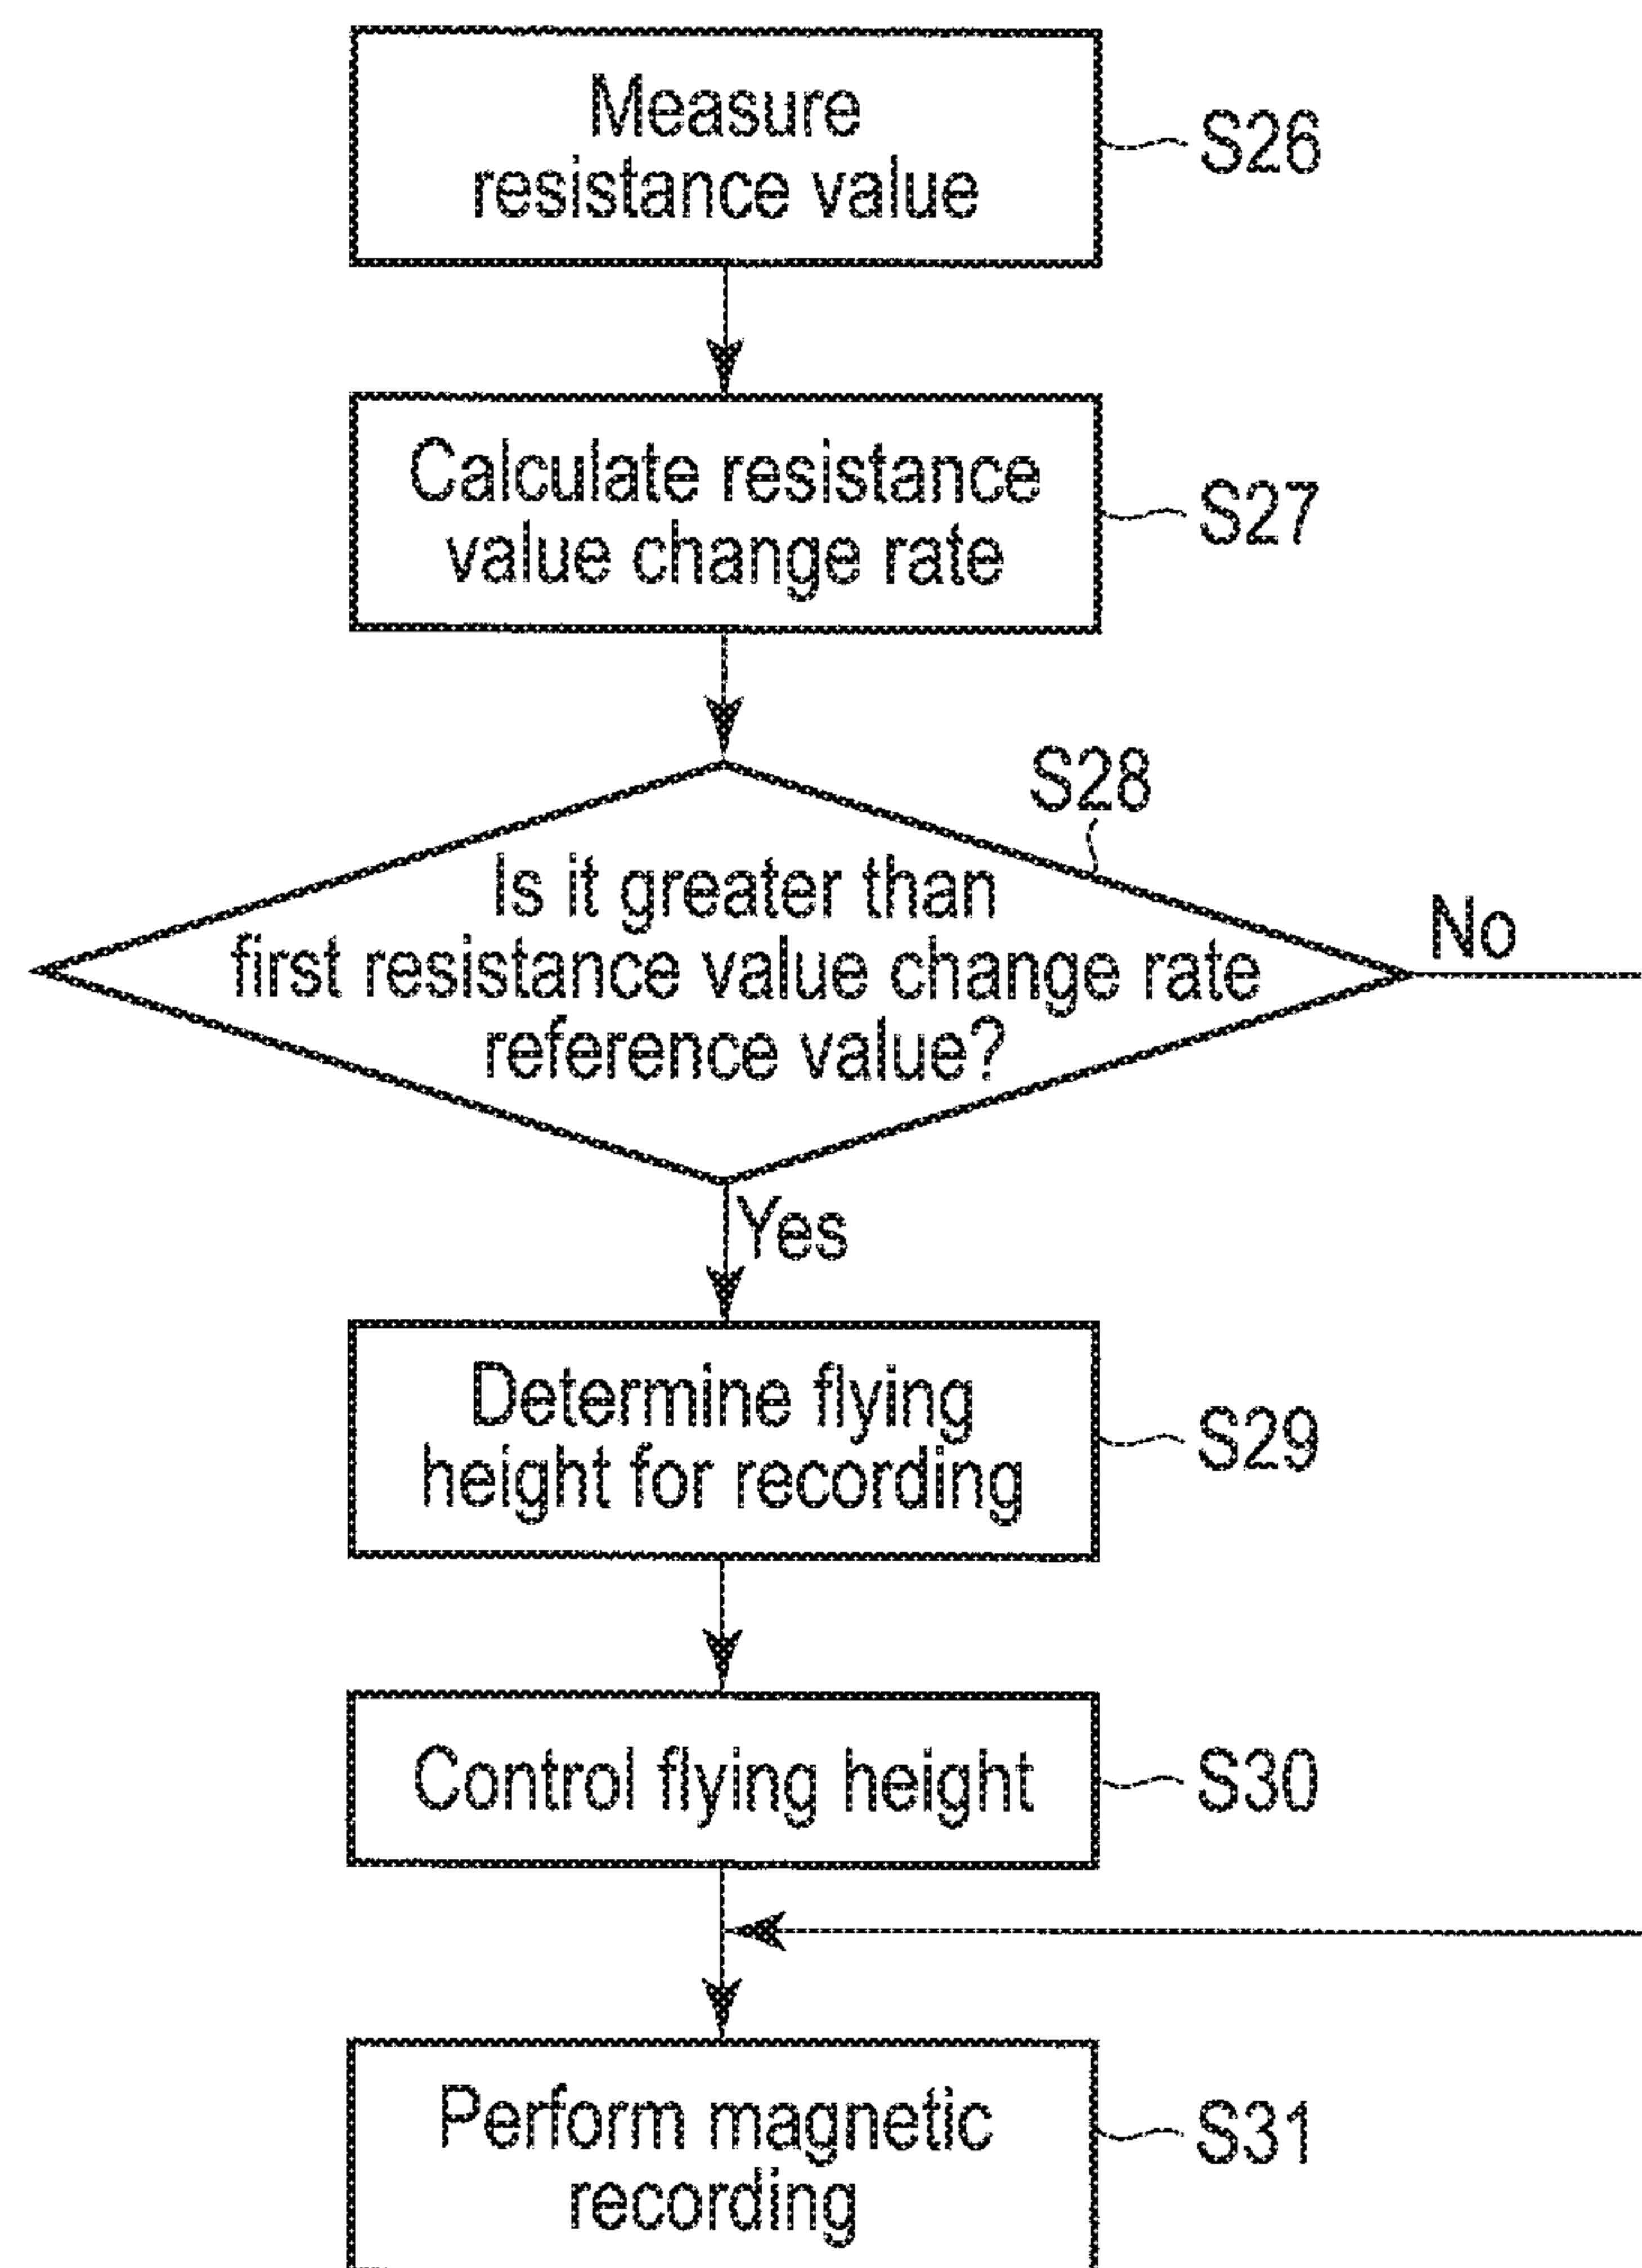 Measure
resistance value
S26
Calculate resistance
value change rate
S27
S28
Is it greater than
first resistance value change rate
reference value?
No
Yes
Determine flying
height for recording
S29
Control flying height
S30
Perform magnetic
recording
S31